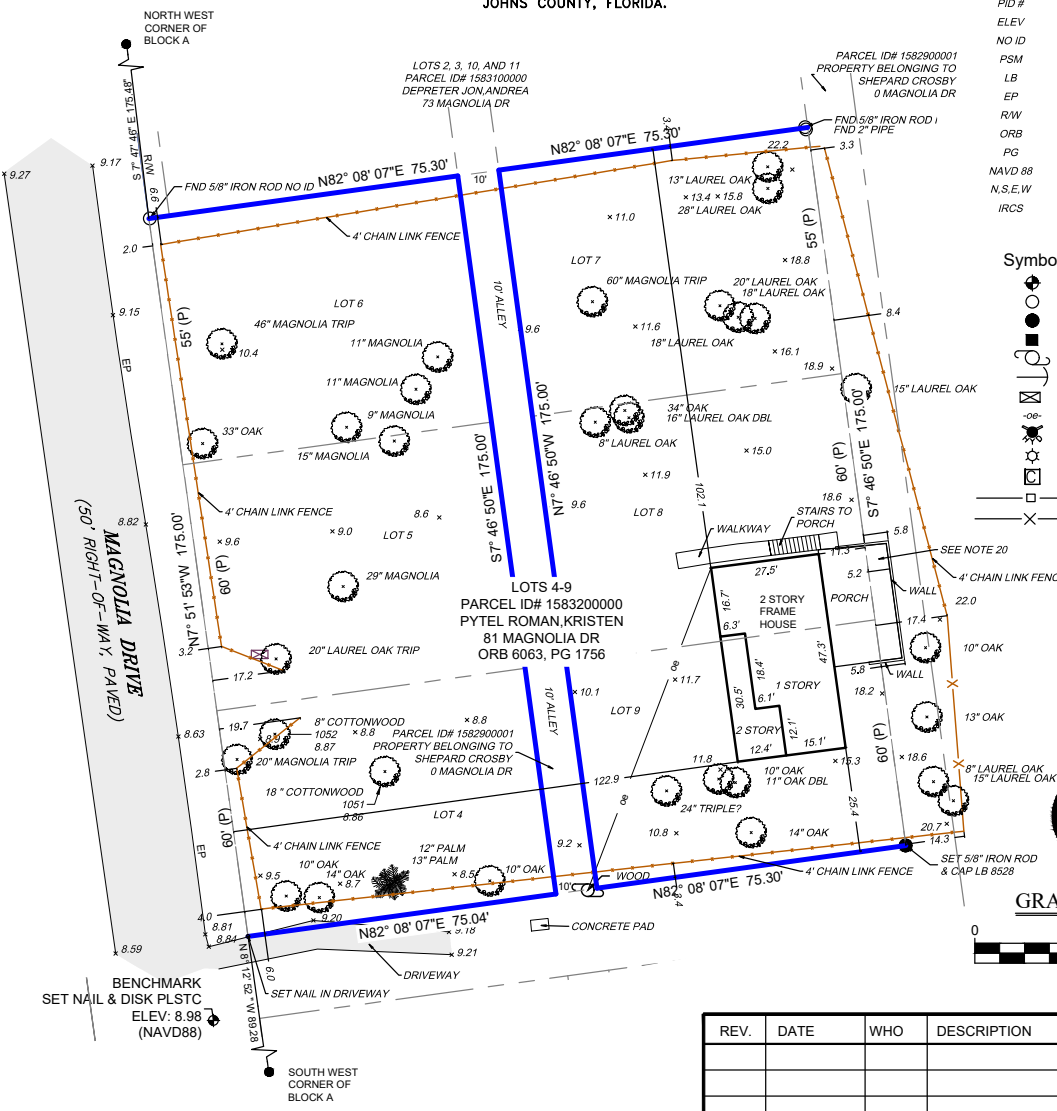 JOHNS COUNTY, FLORIDA.
PID #
ELEV
NO ID
PSM
LB
EP
R/W
ORB
PG
NAVD 88
N,S,E,W
IRCS
NORTH WEST
CORNER OF
BLOCK A
LOTS 2, 3, 10, AND 11
PARCEL ID# 1583100000
DEPRETER JON,ANDREA
73 MAGNOLIA DR
PARCEL ID# 1582900001
PROPERTY BELONGING TO
SHEPARD CROSBY
0 MAGNOLIA DR
S 7° 47' 46" E 175.48'
R/W
6.6
9.27
9.17
FND 5/8" IRON ROD NO ID
N82° 08' 07"E 75.30'
10'
N82° 08' 07"E 75.30'
3.4
FND 5/8" IRON ROD
FND 2" PIPE
22.2
3.3
13" LAUREL OAK
13.4
15.8
28" LAUREL OAK
11.0
2.0
4' CHAIN LINK FENCE
55' (P)
LOT 7
18.8
10' ALLEY
60" MAGNOLIA TRIP
20" LAUREL OAK
18" LAUREL OAK
LOT 6
9.15
EP
55' (P)
46" MAGNOLIA TRIP
10.4
11" MAGNOLIA
9.6
11.6
18" LAUREL OAK
8.4
16.1
18.9
11" MAGNOLIA
15" LAUREL OAK
9" MAGNOLIA
34" OAK
16" LAUREL OAK DBL
33" OAK
15" MAGNOLIA
8" LAUREL OAK
15.0
11.9
S7° 46' 50"E 175.00'
N7° 46' 50"W 175.00'
S7° 46' 50"E 175.00'
60' (P)
102.1
8.82
4' CHAIN LINK FENCE
8.6
9.6
LOT 8
18.6
STAIRS TO
PORCH
WALKWAY
5.8
9.6
9.0
LOT 5
MAGNOLIA DRIVE
(50' RIGHT-OF-WAY, PAVED)
N7° 51' 53"W 175.00'
60' (P)
17.3
SEE NOTE 20
27.5'
5.2
4' CHAIN LINK FENC
29" MAGNOLIA
LOTS 4-9
PARCEL ID# 1583200000
PYTEL ROMAN,KRISTEN
81 MAGNOLIA DR
ORB 6063, PG 1756
16.7'
2 STORY
FRAME
HOUSE
PORCH
WALL
22.0
17.4
6.3'
47.3'
3.2
20" LAUREL OAK TRIP
17.2
18.4'
10" OAK
5.8
WALL
11.7
30.5'
1 STORY
18.2
10' ALLEY
10.1
6.1'
19.7
8" COTTONWOOD
1052
8.87
8.8
8.8
8.9
PARCEL ID# 1582900001
PROPERTY BELONGING TO
SHEPARD CROSBY
0 MAGNOLIA DR
LOT 9
2 STORY
12.1'
13" OAK
8.63
20" MAGNOLIA TRIP
12.4'
15.1'
60' (P)
2.8
122.9
11.8
15.3
18.6
8" LAUREL OAK
15" LAUREL OAK
18 " COTTONWOOD
1051
8.86
10" OAK
11" OAK DBL
oe
24" TRIPLE?
60' (P)
LOT 4
25.4
20.7
EP
4' CHAIN LINK FENCE
9.2
10.8
14" OAK
14.3
12" PALM
13" PALM
10" OAK
14" OAK
8.7
8.5
10" OAK
oe
SET 5/8" IRON ROD
& CAP LB 8528
9.5
10'
WOOD
N82° 08' 07"E 75.30'
8.4
4' CHAIN LINK FENCE
4.0
9.20
N82° 08' 07"E 75.04'
9.18
9.21
CONCRETE PAD
8.81
8.84
8.59
N 8° 12' 52" W 89.28
6.0
DRIVEWAY
SET NAIL IN DRIVEWAY
BENCHMARK
SET NAIL & DISK PLSTC
ELEV: 8.98
(NAVD88)
SOUTH WEST
CORNER OF
BLOCK A
Symbo
-oe-
C
GRA
0
REV. DATE WHO DESCRIPTION